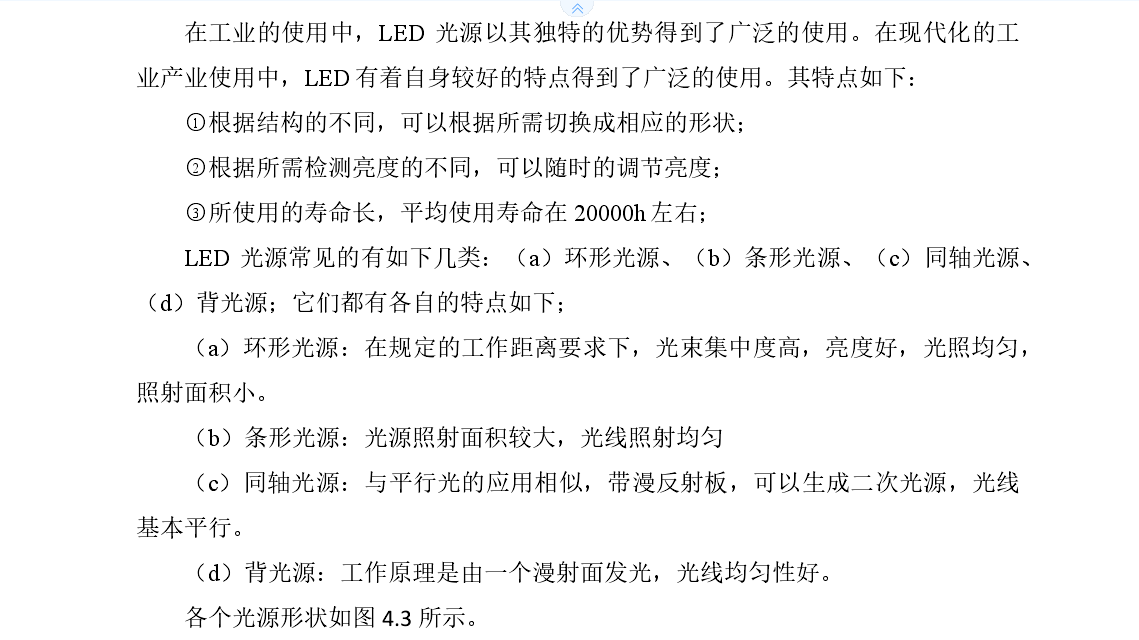 在工业的使用中，LED 光源以其独特的优势得到了广泛的使用。在现代化的工
业产业使用中，LED 有着自身较好的特点得到了广泛的使用。其特点如下：
①根据结构的不同，可以根据所需切换成相应的形状；
②根据所需检测亮度的不同，可以随时的调节亮度；
③所使用的寿命长，平均使用寿命在 20000h 左右；
LED 光源常见的有如下几类：（a）环形光源、（b）条形光源、（c）同轴光源、
（d）背光源；它们都有各自的特点如下；
（a）环形光源：在规定的工作距离要求下，光束集中度高，亮度好，光照均匀，
照射面积小。
（b）条形光源：光源照射面积较大，光线照射均匀
（c）同轴光源：与平行光的应用相似，带漫反射板，可以生成二次光源，光线
基本平行。
（d）背光源：工作原理是由一个漫射面发光，光线均匀性好。
各个光源形状如图 4.3 所示。